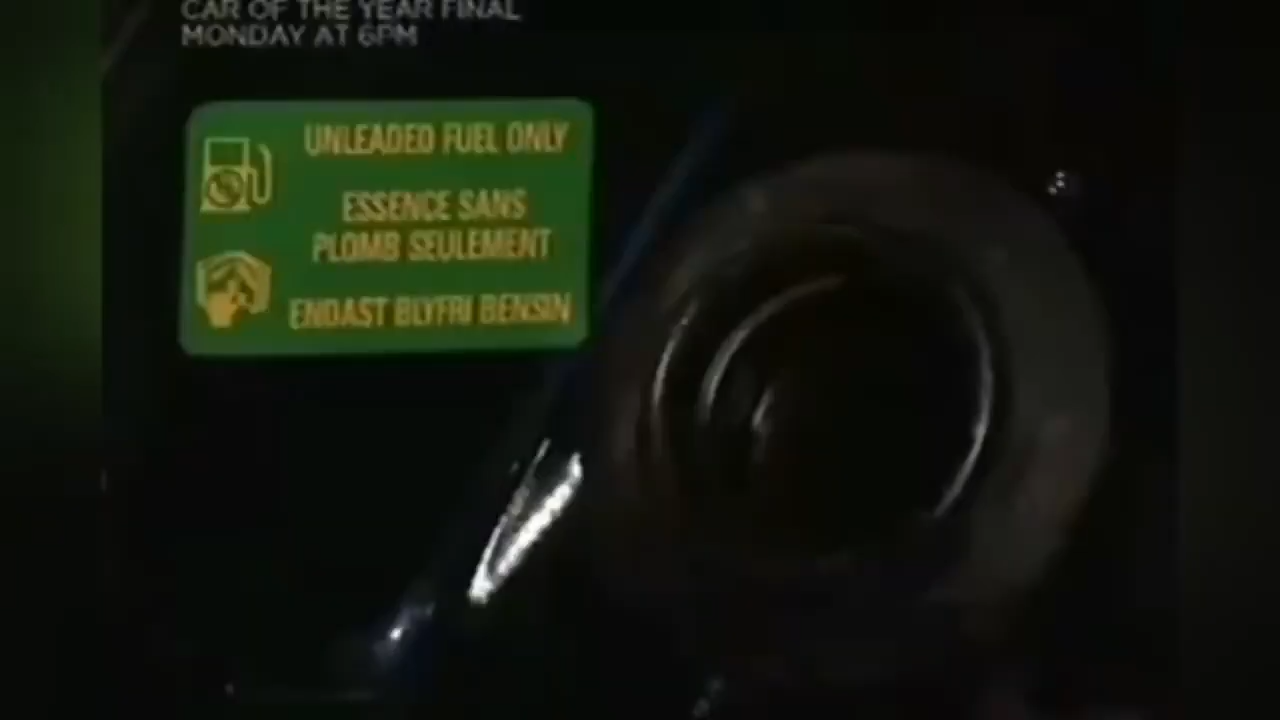 CAR OF THE YEAR FINAL
MONDAY AT 6PM
UNLEADED FUEL ONLY
ESSENCE SANS
PLOMB SEULEMENT
ENDAST BLYFRI BENSIN